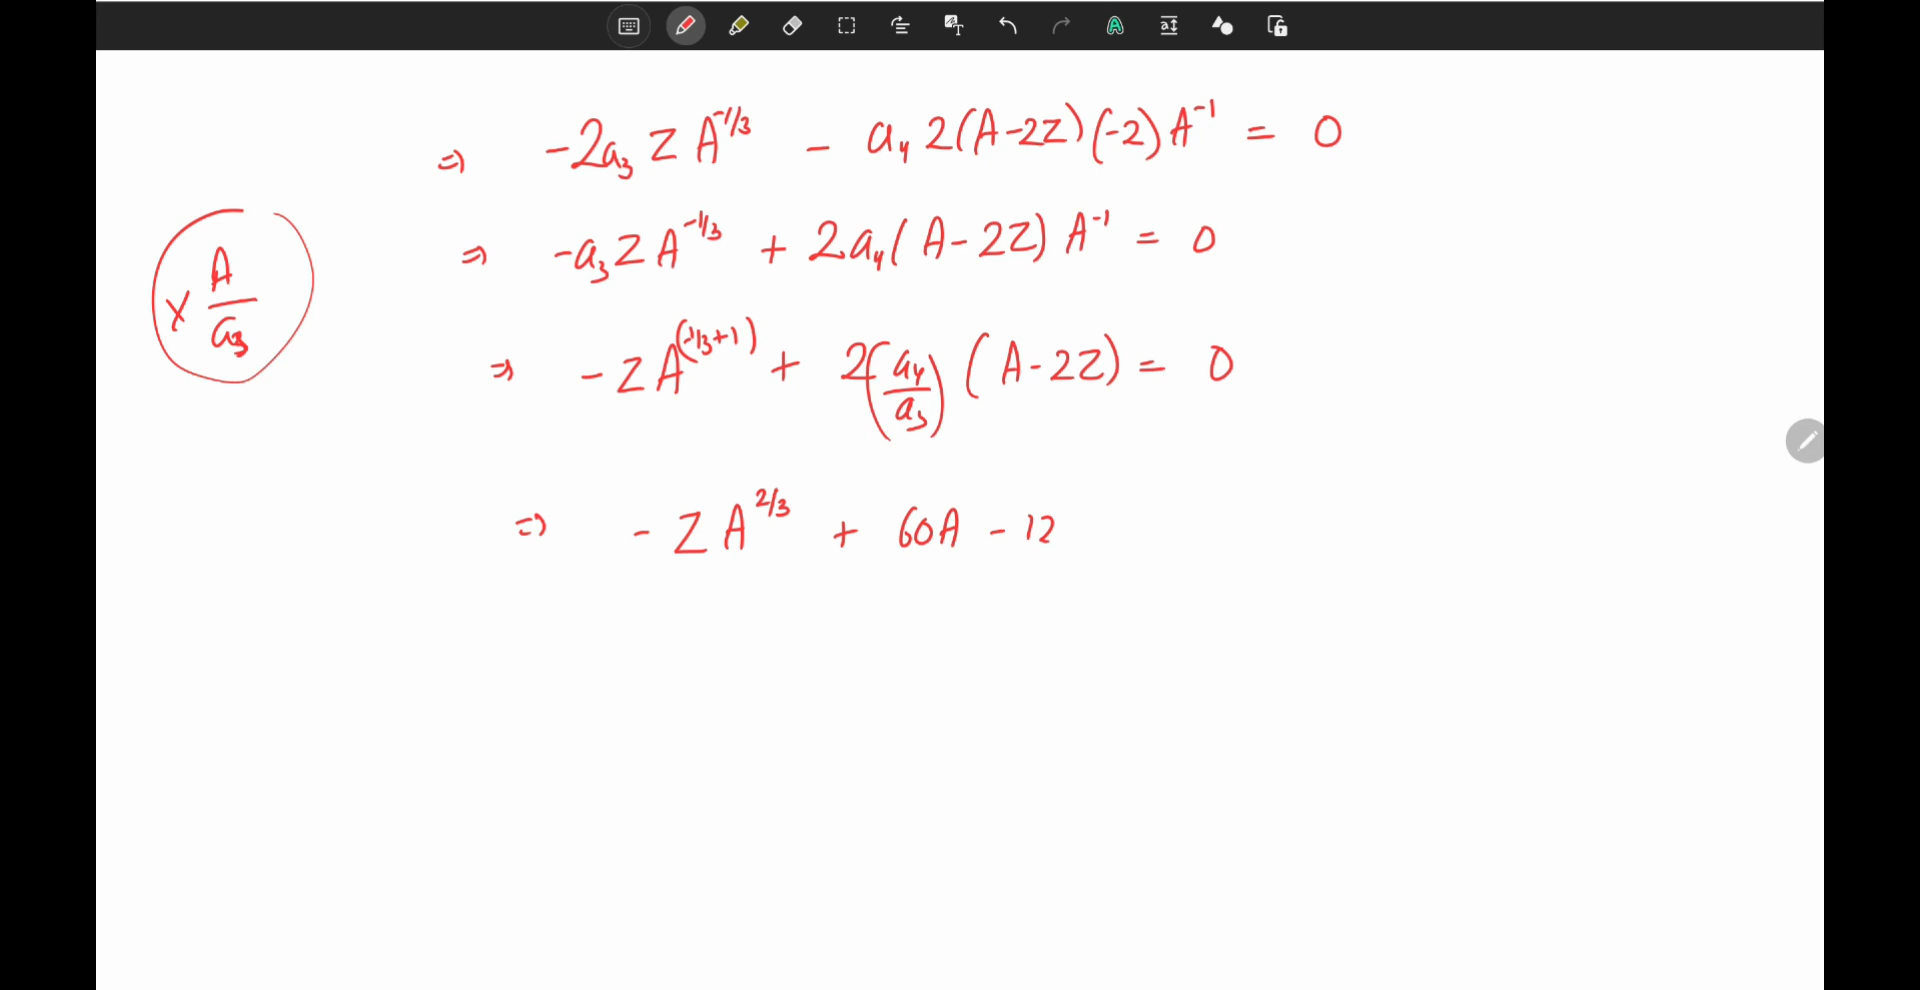 ⇒ -2a₃ Z A^{-1/3} - a₄ 2(A-2Z)(-2)A^{-1} = 0
⇒ -a₃ Z A^{-1/3} + 2a₄(A-2Z) A^{-1} = 0
× A/a₃
⇒ -Z A^{(-1/3+1)} + 2(a₄/a₃)(A-2Z) = 0
⇒ -Z A^{2/3} + 60A - 12